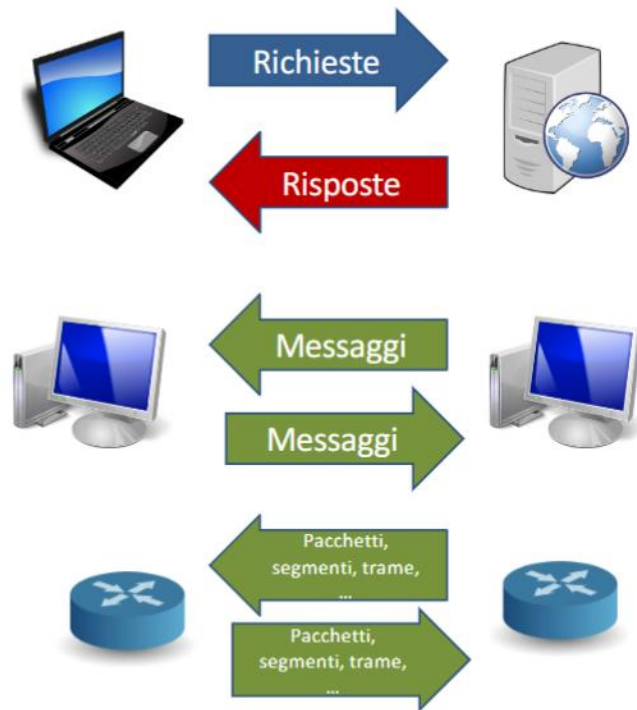 Richieste
Risposte
Messaggi
Messaggi
Pacchetti,
segmenti, trame,
...
Pacchetti,
segmenti, trame,
...